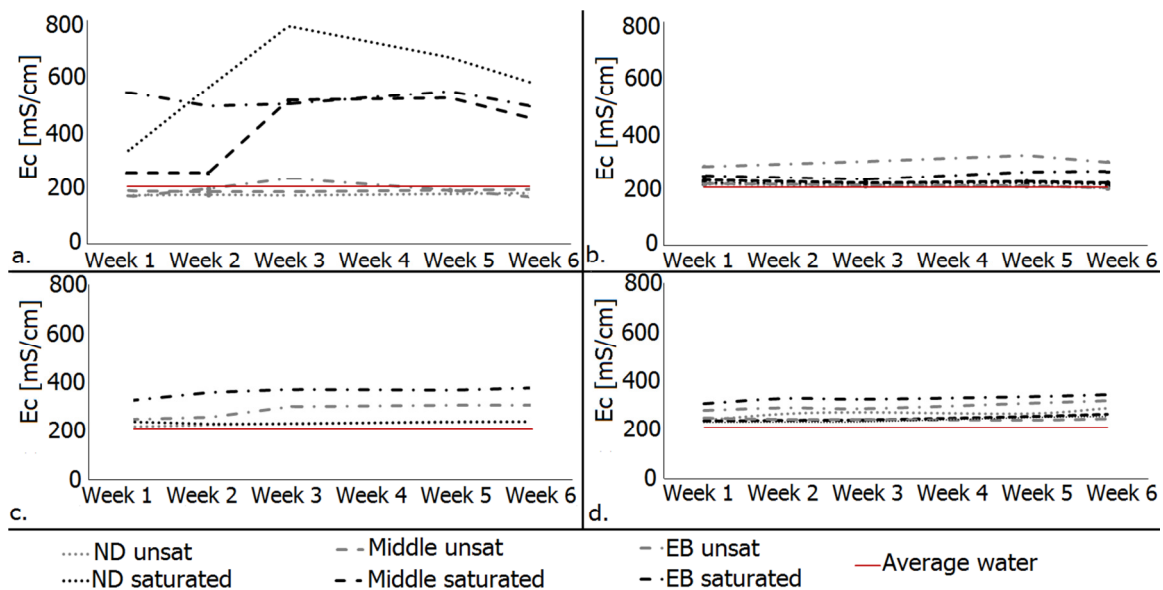 800
600
400
200
0
Ec [mS/cm]
Week 1 Week 2 Week 3 Week 4 Week 5 Week 6
a.
800
600
400
200
0
Ec [mS/cm]
Week 1 Week 2 Week 3 Week 4 Week 5 Week 6
b.
800
600
400
200
0
Ec [mS/cm]
Week 1 Week 2 Week 3 Week 4 Week 5 Week 6
c.
800
600
400
200
0
Ec [mS/cm]
Week 1 Week 2 Week 3 Week 4 Week 5 Week 6
d.
ND unsat
ND saturated
Middle unsat
Middle saturated
EB unsat
EB saturated
Average water